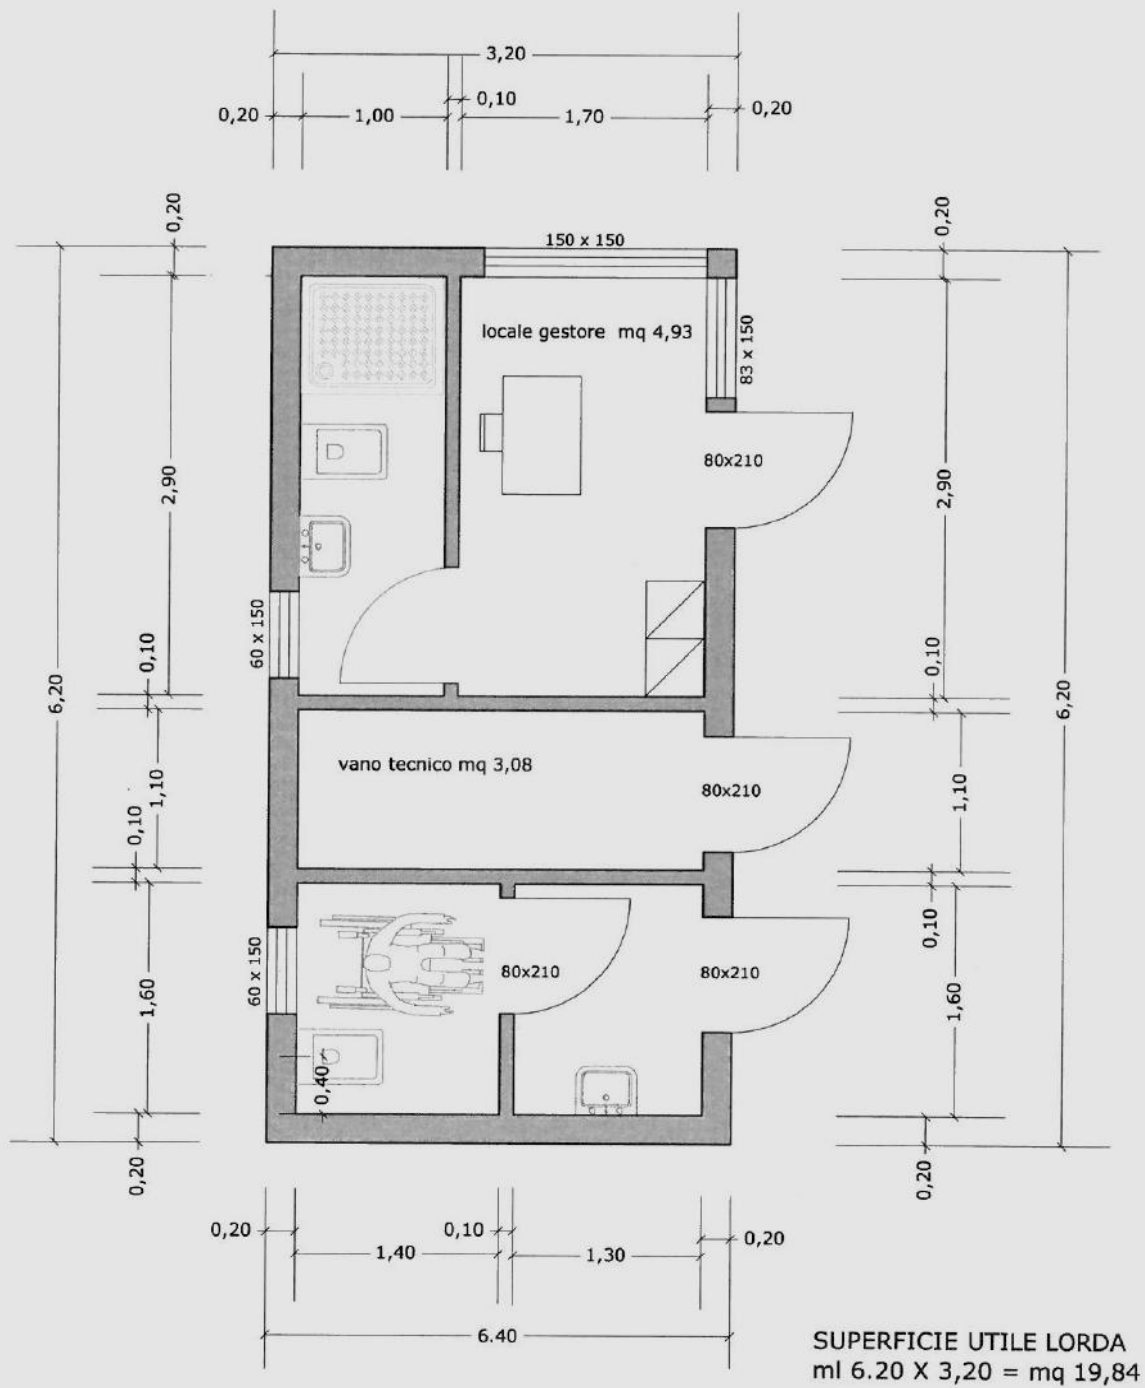 3,20
0,10
0,20
1,00
1,70
0,20
0,20
0,20
150 x 150
locale gestore mq 4,93
83 x 150
80x210
2,90
2,90
60 x 150
0,10
0,10
6,20
6,20
vano tecnico mq 3,08
80x210
1,10
1,10
0,10
0,10
60 x 150
80x210
80x210
1,60
1,60
0,40
0,20
0,20
0,20
0,10
0,20
1,40
1,30
6.40
SUPERFICIE UTILE LORDA
ml 6.20 X 3,20 = mq 19,84